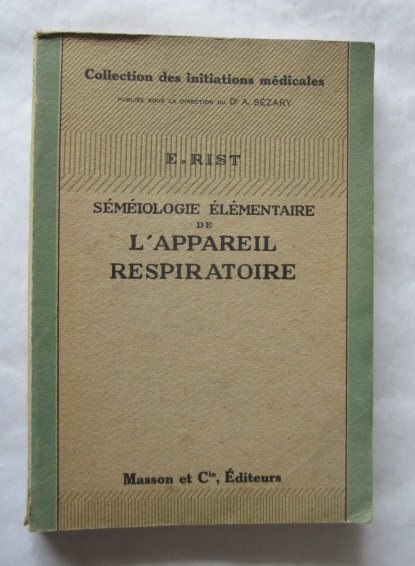 Collection des initiations médicales
PUBLIÉE SOUS LA DIRECTION DU Dr A. SÉZARY
E. RIST
SÉMÉIOLOGIE ÉLÉMENTAIRE
DE
L'APPAREIL
RESPIRATOIRE
Masson et Cie, Éditeurs